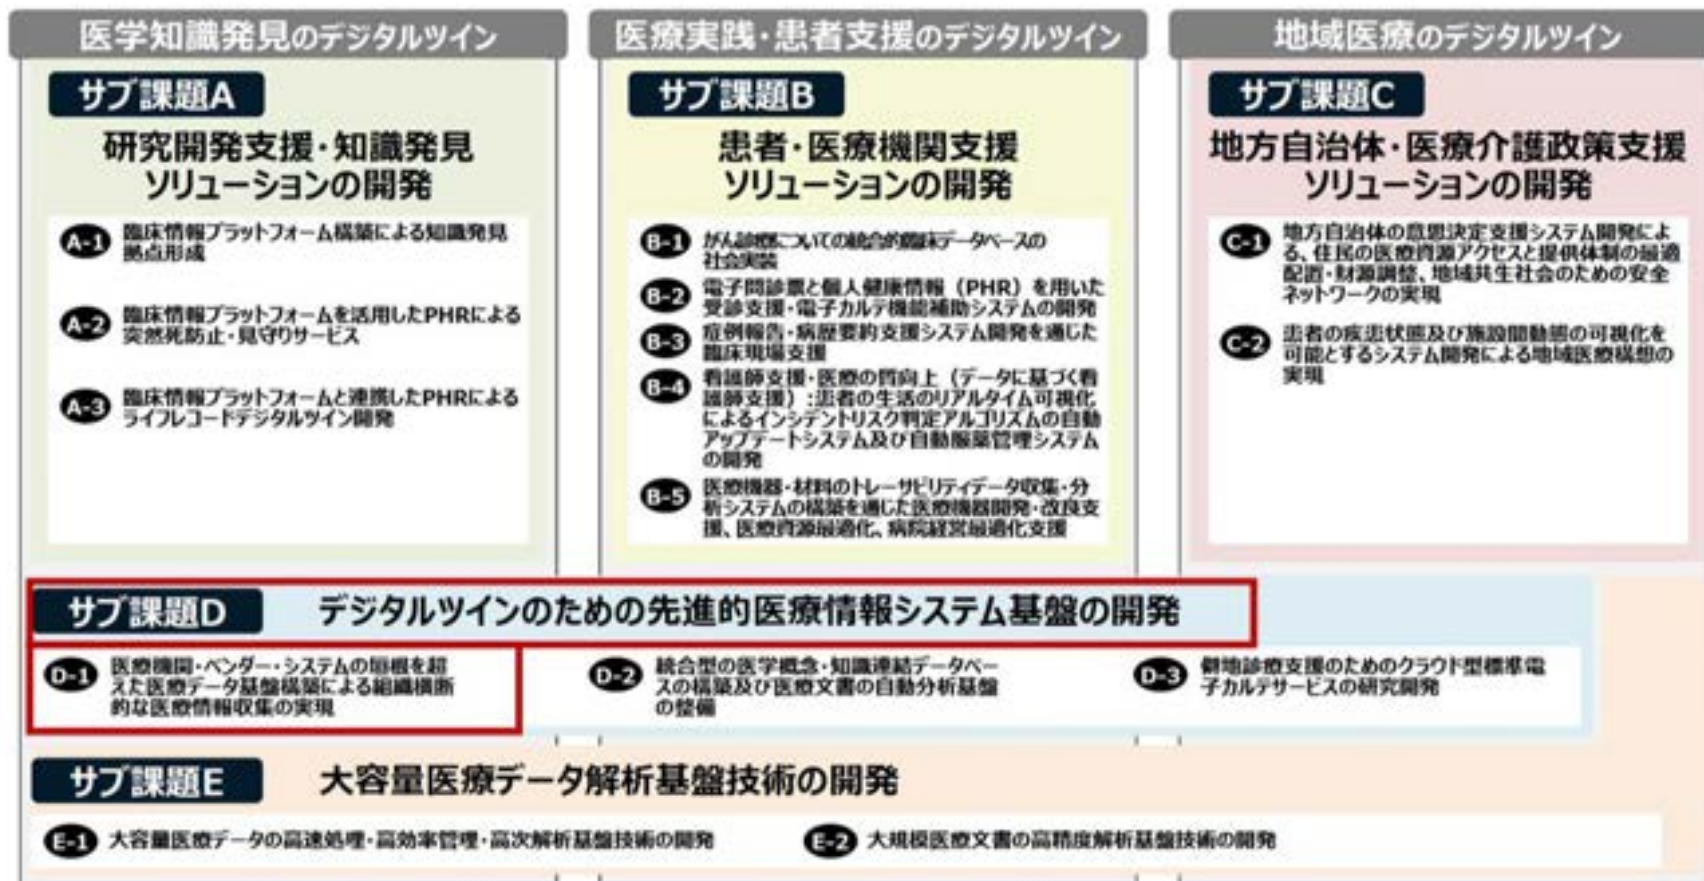 医学知識発見のデジタルツイン
サブ課題A
研究開発支援・知識発見
ソリューションの開発
A-1 臨床情報プラットフォーム構築による知識発見
拠点形成
A-2 臨床情報プラットフォームを活用したPHRによる
突然死防止・見守りサービス
A-3 臨床情報プラットフォームと連携したPHRによる
ライフレコードデジタルツイン開発
医療実践・患者支援のデジタルツイン
サブ課題B
患者・医療機関支援
ソリューションの開発
B-1 がん診療についての統合的臨床データベースの
社会実装
B-2 電子問診票と個人健康情報（PHR）を用いた
受診支援・電子カルテ機能補助システムの開発
B-3 症例報告・病歴要約支援システム開発を通じた
臨床現場支援
B-4 看護師支援・医療の質向上（データに基づく看
護師支援）:患者の生活のリアルタイム可視化
によるインシデントリスク判定アルゴリズムの自動
アップデートシステム及び自動服薬管理システム
の開発
B-5 医療機器・材料のトレーサビリティデータ収集・分
析システムの構築を通じた医療機器開発・改良支
援、医療資源最適化、病院経営最適化支援
地域医療のデジタルツイン
サブ課題C
地方自治体・医療介護政策支援
ソリューションの開発
C-1 地方自治体の意思決定支援システム開発によ
る、住民の医療資源アクセスと提供体制の最適
配置・財源調整、地域共生社会のための安全
ネットワークの実現
C-2 患者の疾患状態及び施設間動態の可視化を
可能とするシステム開発による地域医療構想の
実現
サブ課題D デジタルツインのための先進的医療情報システム基盤の開発
D-1 医療機関・ベンダー・システムの垣根を超
えた医療データ基盤構築による組織横断
的な医療情報収集の実現
D-2 統合型の医学概念・知識連結データベー
スの構築及び医療文書の自動分析基盤
の整備
D-3 僻地診療支援のためのクラウド型標準電
子カルテサービスの研究開発
サブ課題E 大容量医療データ解析基盤技術の開発
E-1 大容量医療データの高速処理・高効率管理・高次解析基盤技術の開発
E-2 大規模医療文書の高精度解析基盤技術の開発